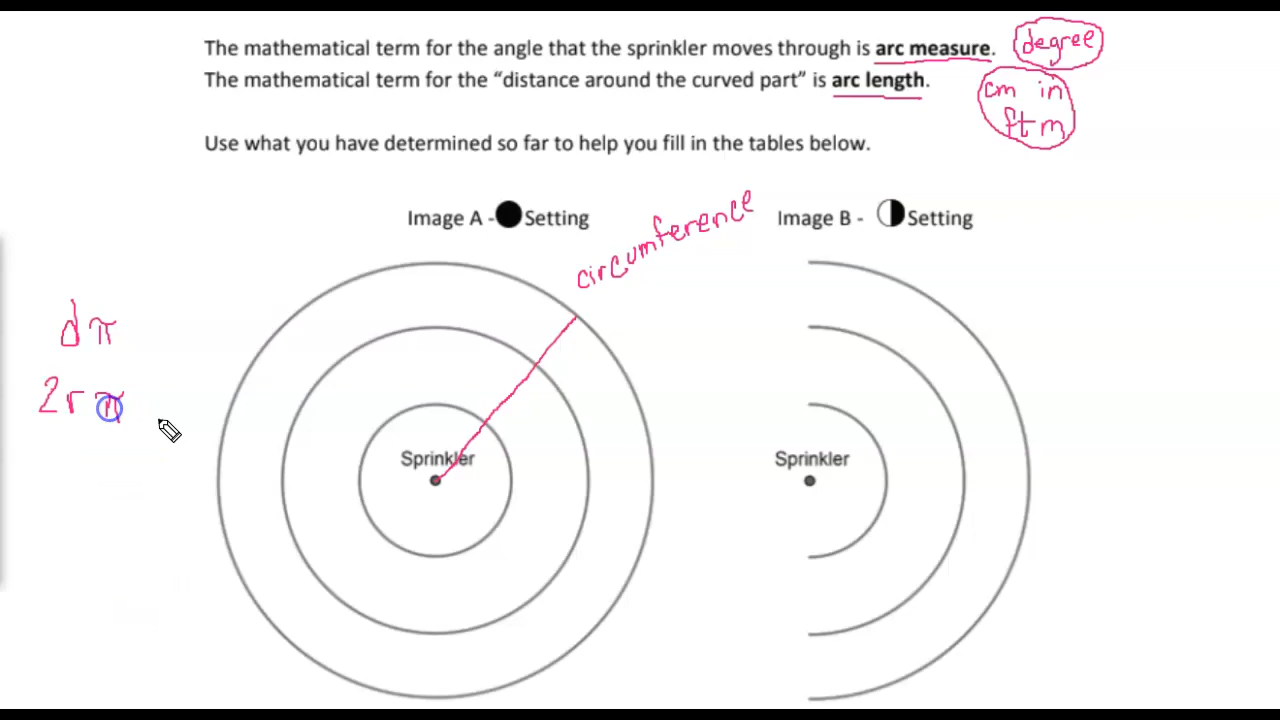 The mathematical term for the angle that the sprinkler moves through is arc measure. degree
The mathematical term for the "distance around the curved part" is arc length. cm in
ft m
Use what you have determined so far to help you fill in the tables below.
Image A - Setting
circumference
Image B - Setting
dπ
2rπ
Sprinkler
Sprinkler